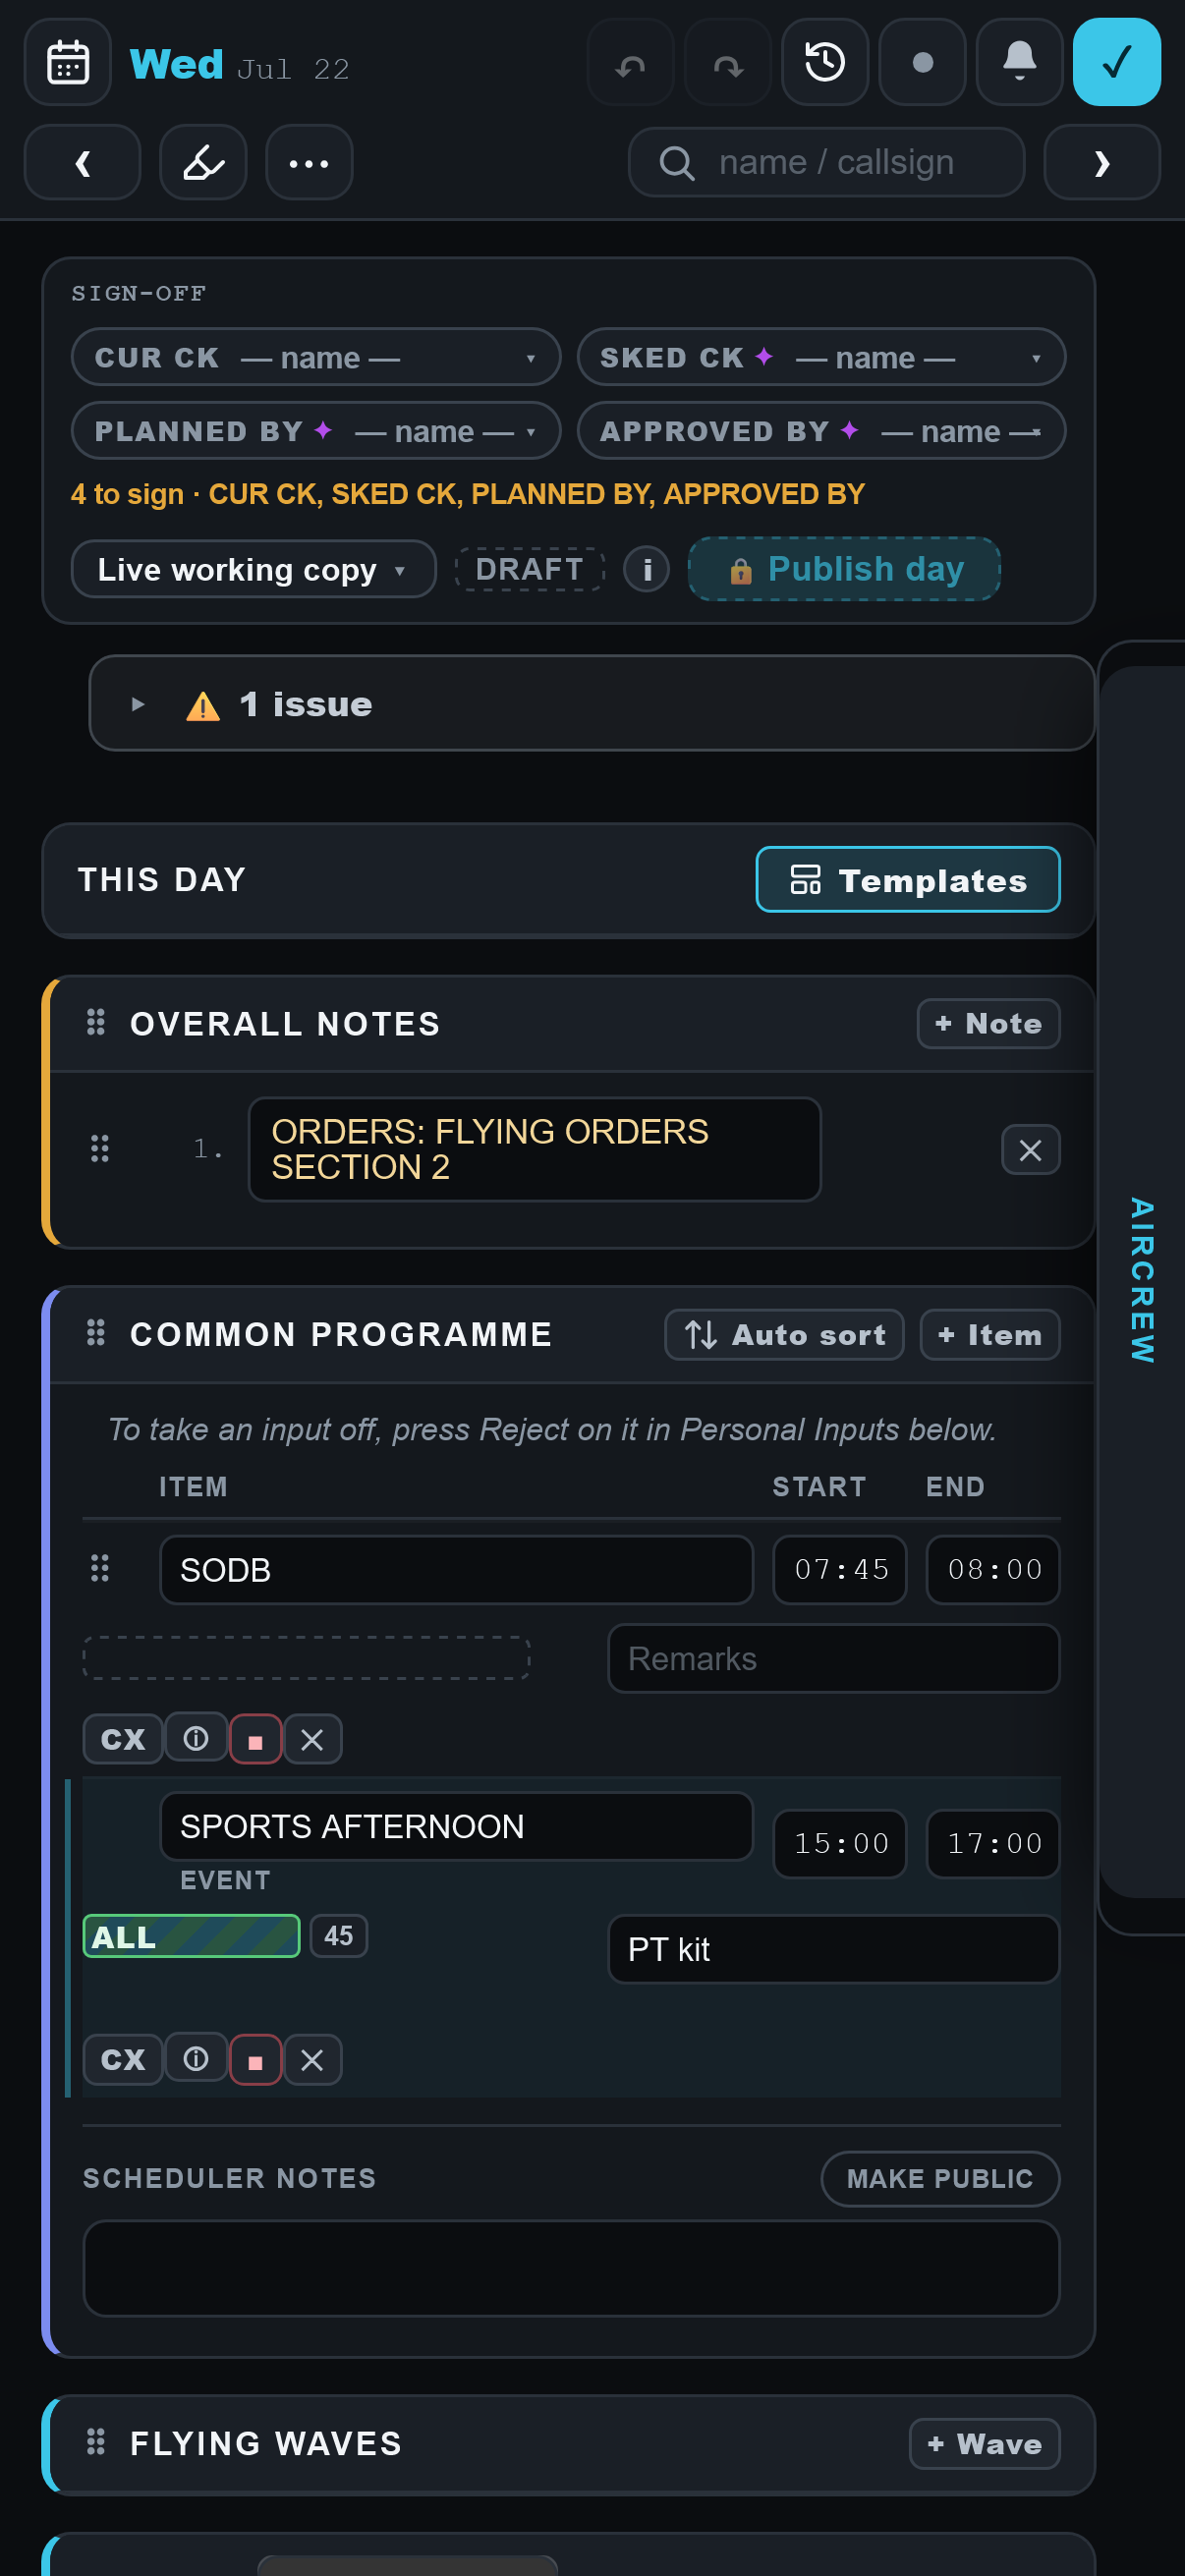 Wed Jul 22
name / callsign
SIGN-OFF
CUR CK — name —
SKED CK — name —
PLANNED BY — name —
APPROVED BY — name —
4 to sign · CUR CK, SKED CK, PLANNED BY, APPROVED BY
Live working copy DRAFT i Publish day
1 issue
THIS DAY Templates
OVERALL NOTES + Note
1. ORDERS: FLYING ORDERS
SECTION 2
AIRCREW
COMMON PROGRAMME Auto sort + Item
To take an input off, press Reject on it in Personal Inputs below.
ITEM START END
SODB 07:45 08:00
Remarks
CX
SPORTS AFTERNOON 15:00 17:00
EVENT
ALL 45 PT kit
CX
SCHEDULER NOTES MAKE PUBLIC
FLYING WAVES + Wave